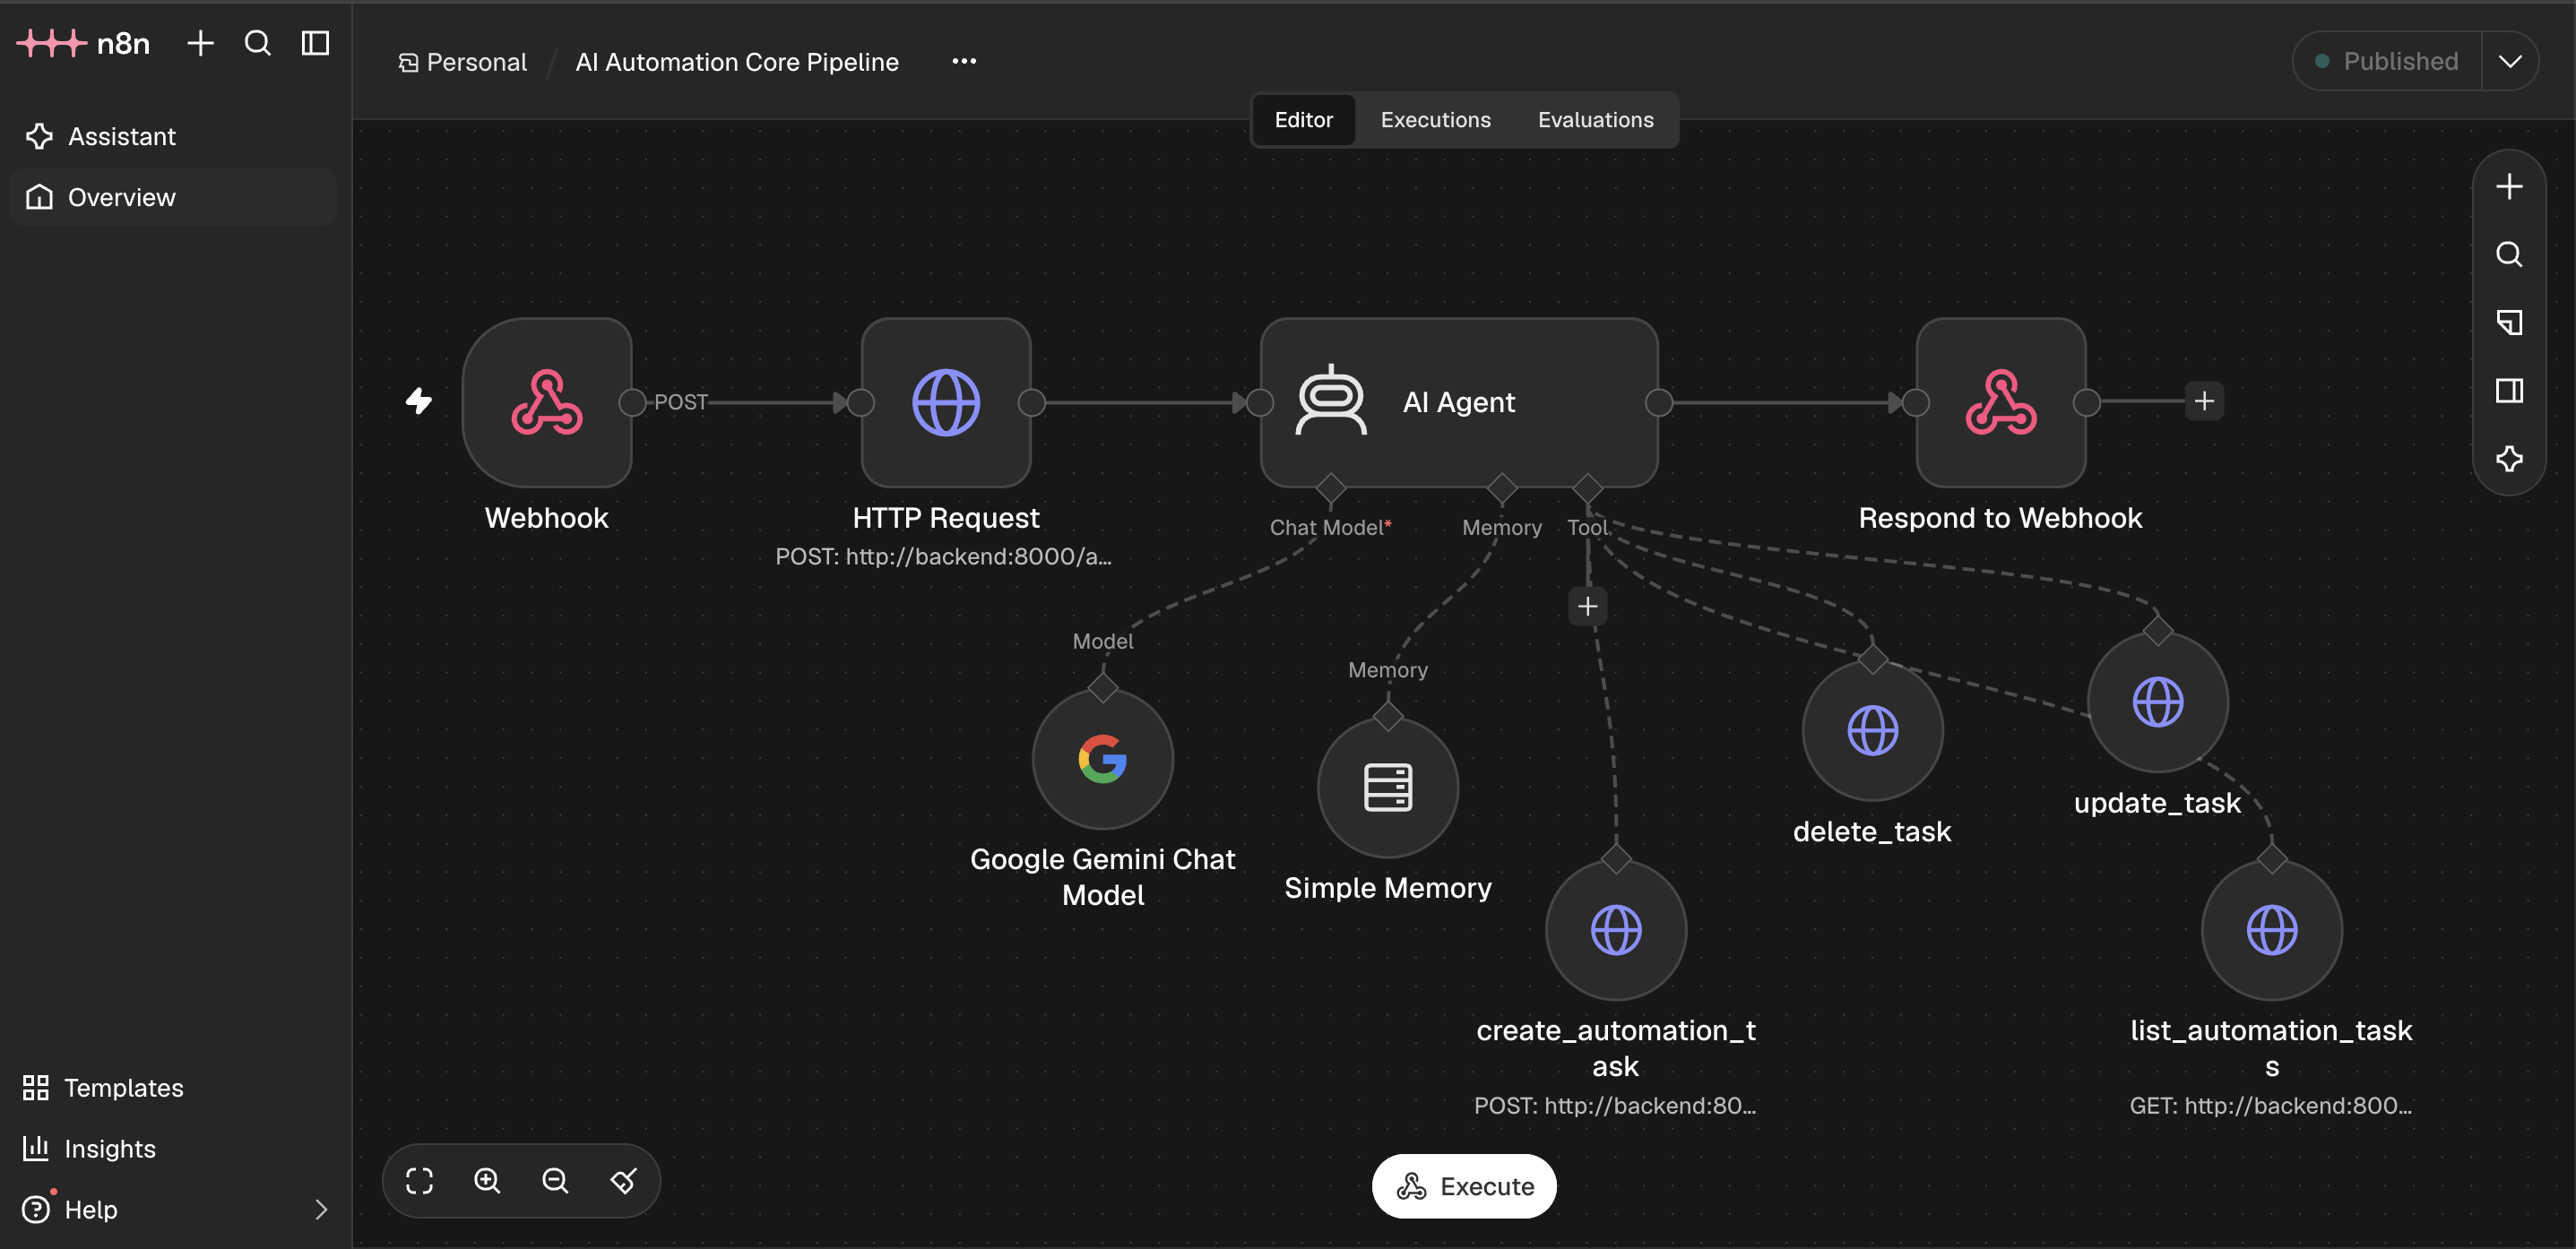 n8n
Personal / AI Automation Core Pipeline ...
Published
Editor Executions Evaluations
Assistant
Overview
POST
AI Agent
Webhook
HTTP Request
POST: http://backend:8000/a...
Chat Model*
Memory
Tool
Respond to Webhook
Model
Memory
Google Gemini Chat
Model
Simple Memory
delete_task
update_task
create_automation_t
ask
POST: http://backend:80...
list_automation_task
s
GET: http://backend:800...
Templates
Insights
Help
Execute